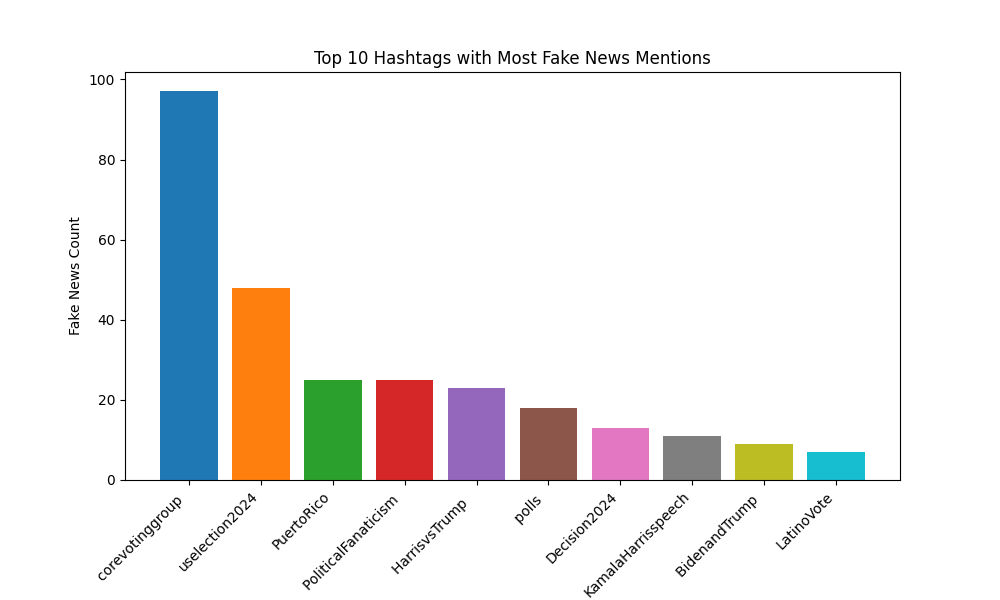 Top 10 Hashtags with Most Fake News Mentions
Fake News Count
100
80
60
40
20
0
corevotinggroup
uselection2024
PuertoRico
PoliticalFanaticism
HarrisvsTrump
polls
Decision2024
KamalaHarrisspeech
BidenandTrump
LatinoVote